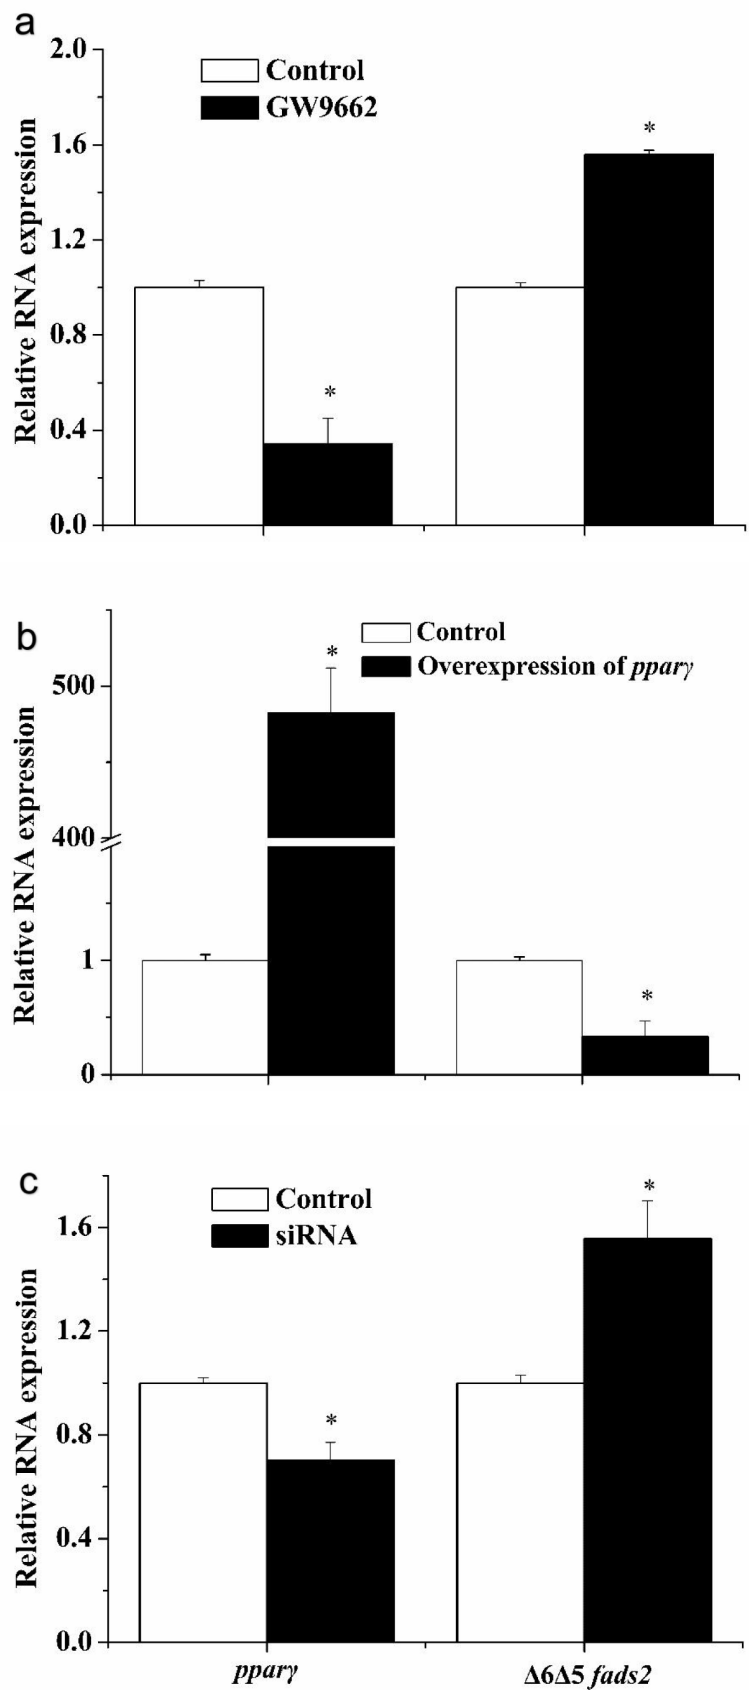 a
2.0
Control
GW9662
*
1.6
1.2
0.8
*
0.4
0.0
Relative RNA expression
b
Control
Overexpression of pparγ
*
500
400
1
*
0
Relative RNA expression
c
Control
siRNA
*
1.6
1.2
*
0.8
0.4
0.0
Relative RNA expression
pparγ Δ6Δ5 fads2